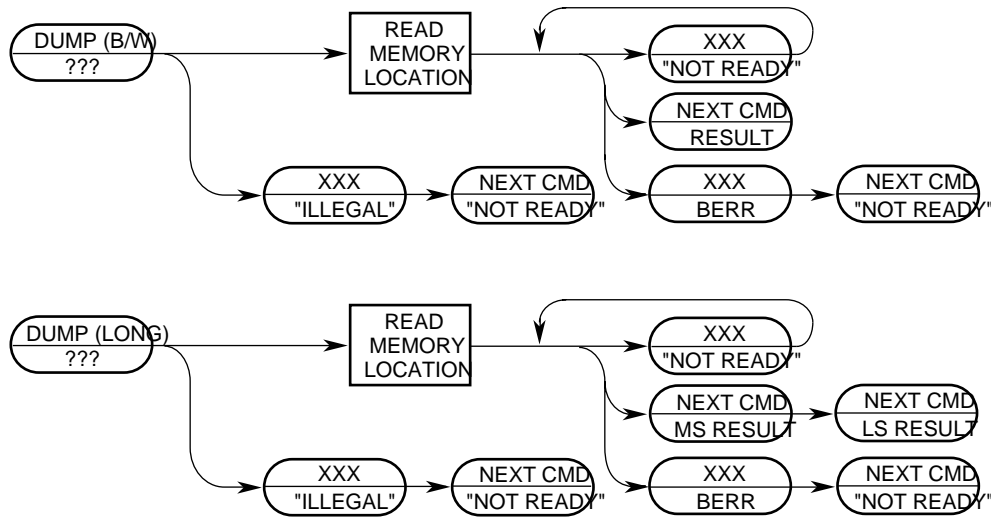 DUMP (B/W)
???
READ
MEMORY
LOCATION
XXX
"NOT READY"
NEXT CMD
RESULT
XXX
"ILLEGAL"
NEXT CMD
"NOT READY"
XXX
BERR
NEXT CMD
"NOT READY"
DUMP (LONG)
???
READ
MEMORY
LOCATION
XXX
"NOT READY"
NEXT CMD
MS RESULT
NEXT CMD
LS RESULT
XXX
"ILLEGAL"
NEXT CMD
"NOT READY"
XXX
BERR
NEXT CMD
"NOT READY"